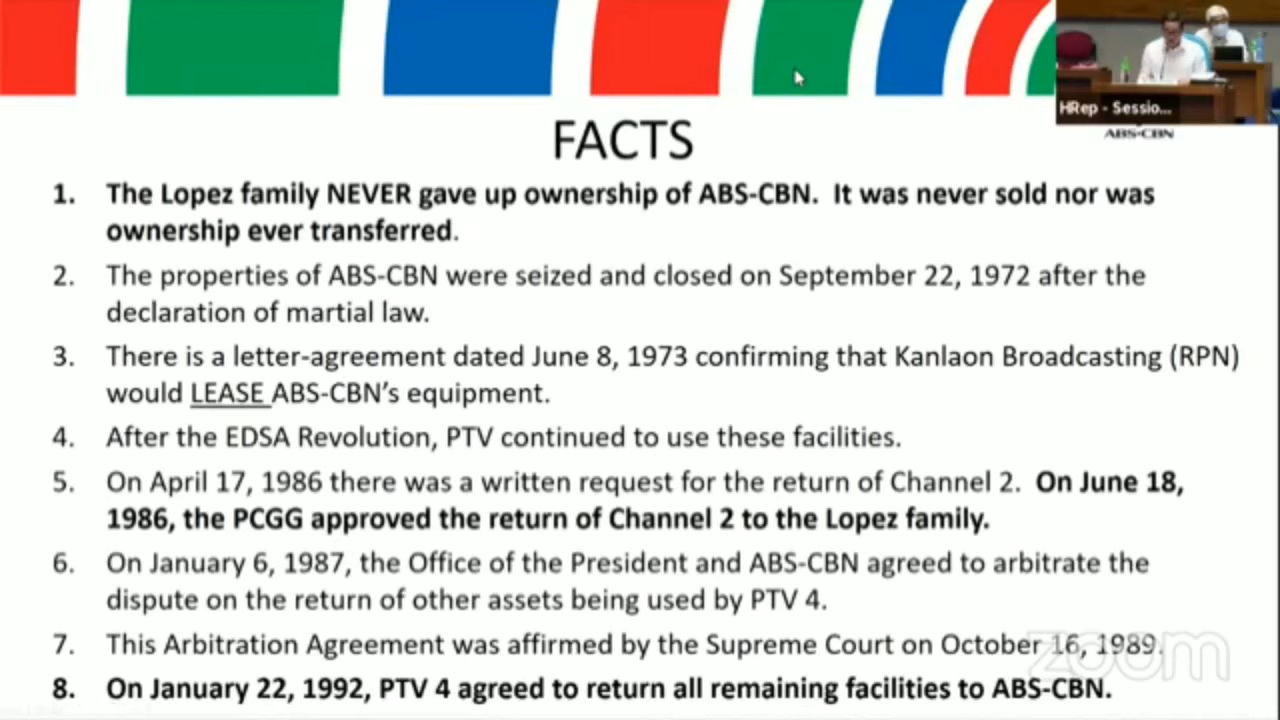 HRep - Sessio...
ABS-CBN
FACTS
1. The Lopez family NEVER gave up ownership of ABS-CBN. It was never sold nor was
ownership ever transferred.
2. The properties of ABS-CBN were seized and closed on September 22, 1972 after the
declaration of martial law.
3. There is a letter-agreement dated June 8, 1973 confirming that Kanlaon Broadcasting (RPN)
would LEASE ABS-CBN’s equipment.
4. After the EDSA Revolution, PTV continued to use these facilities.
5. On April 17, 1986 there was a written request for the return of Channel 2. On June 18,
1986, the PCGG approved the return of Channel 2 to the Lopez family.
6. On January 6, 1987, the Office of the President and ABS-CBN agreed to arbitrate the
dispute on the return of other assets being used by PTV 4.
7. This Arbitration Agreement was affirmed by the Supreme Court on October 16, 1989.
zoom
8. On January 22, 1992, PTV 4 agreed to return all remaining facilities to ABS-CBN.